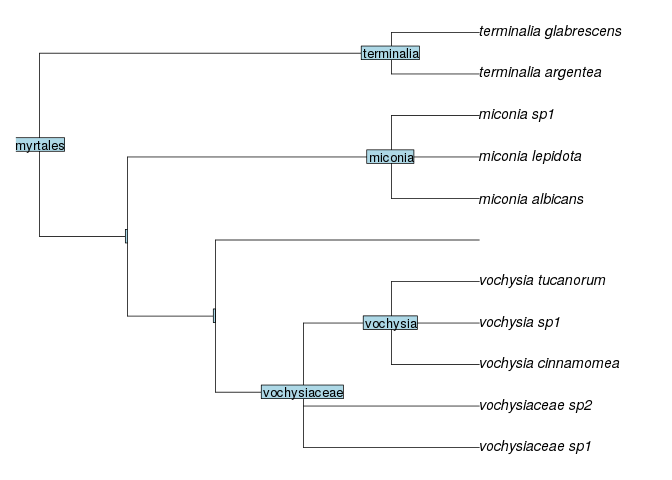 terminalia glabrescens
terminalia
terminalia argentea
miconia sp1
myrtales
miconia
miconia lepidota
miconia albicans
vochysia tucanorum
vochysia
vochysia sp1
vochysia cinnamomea
vochysiaceae
vochysiaceae sp2
vochysiaceae sp1